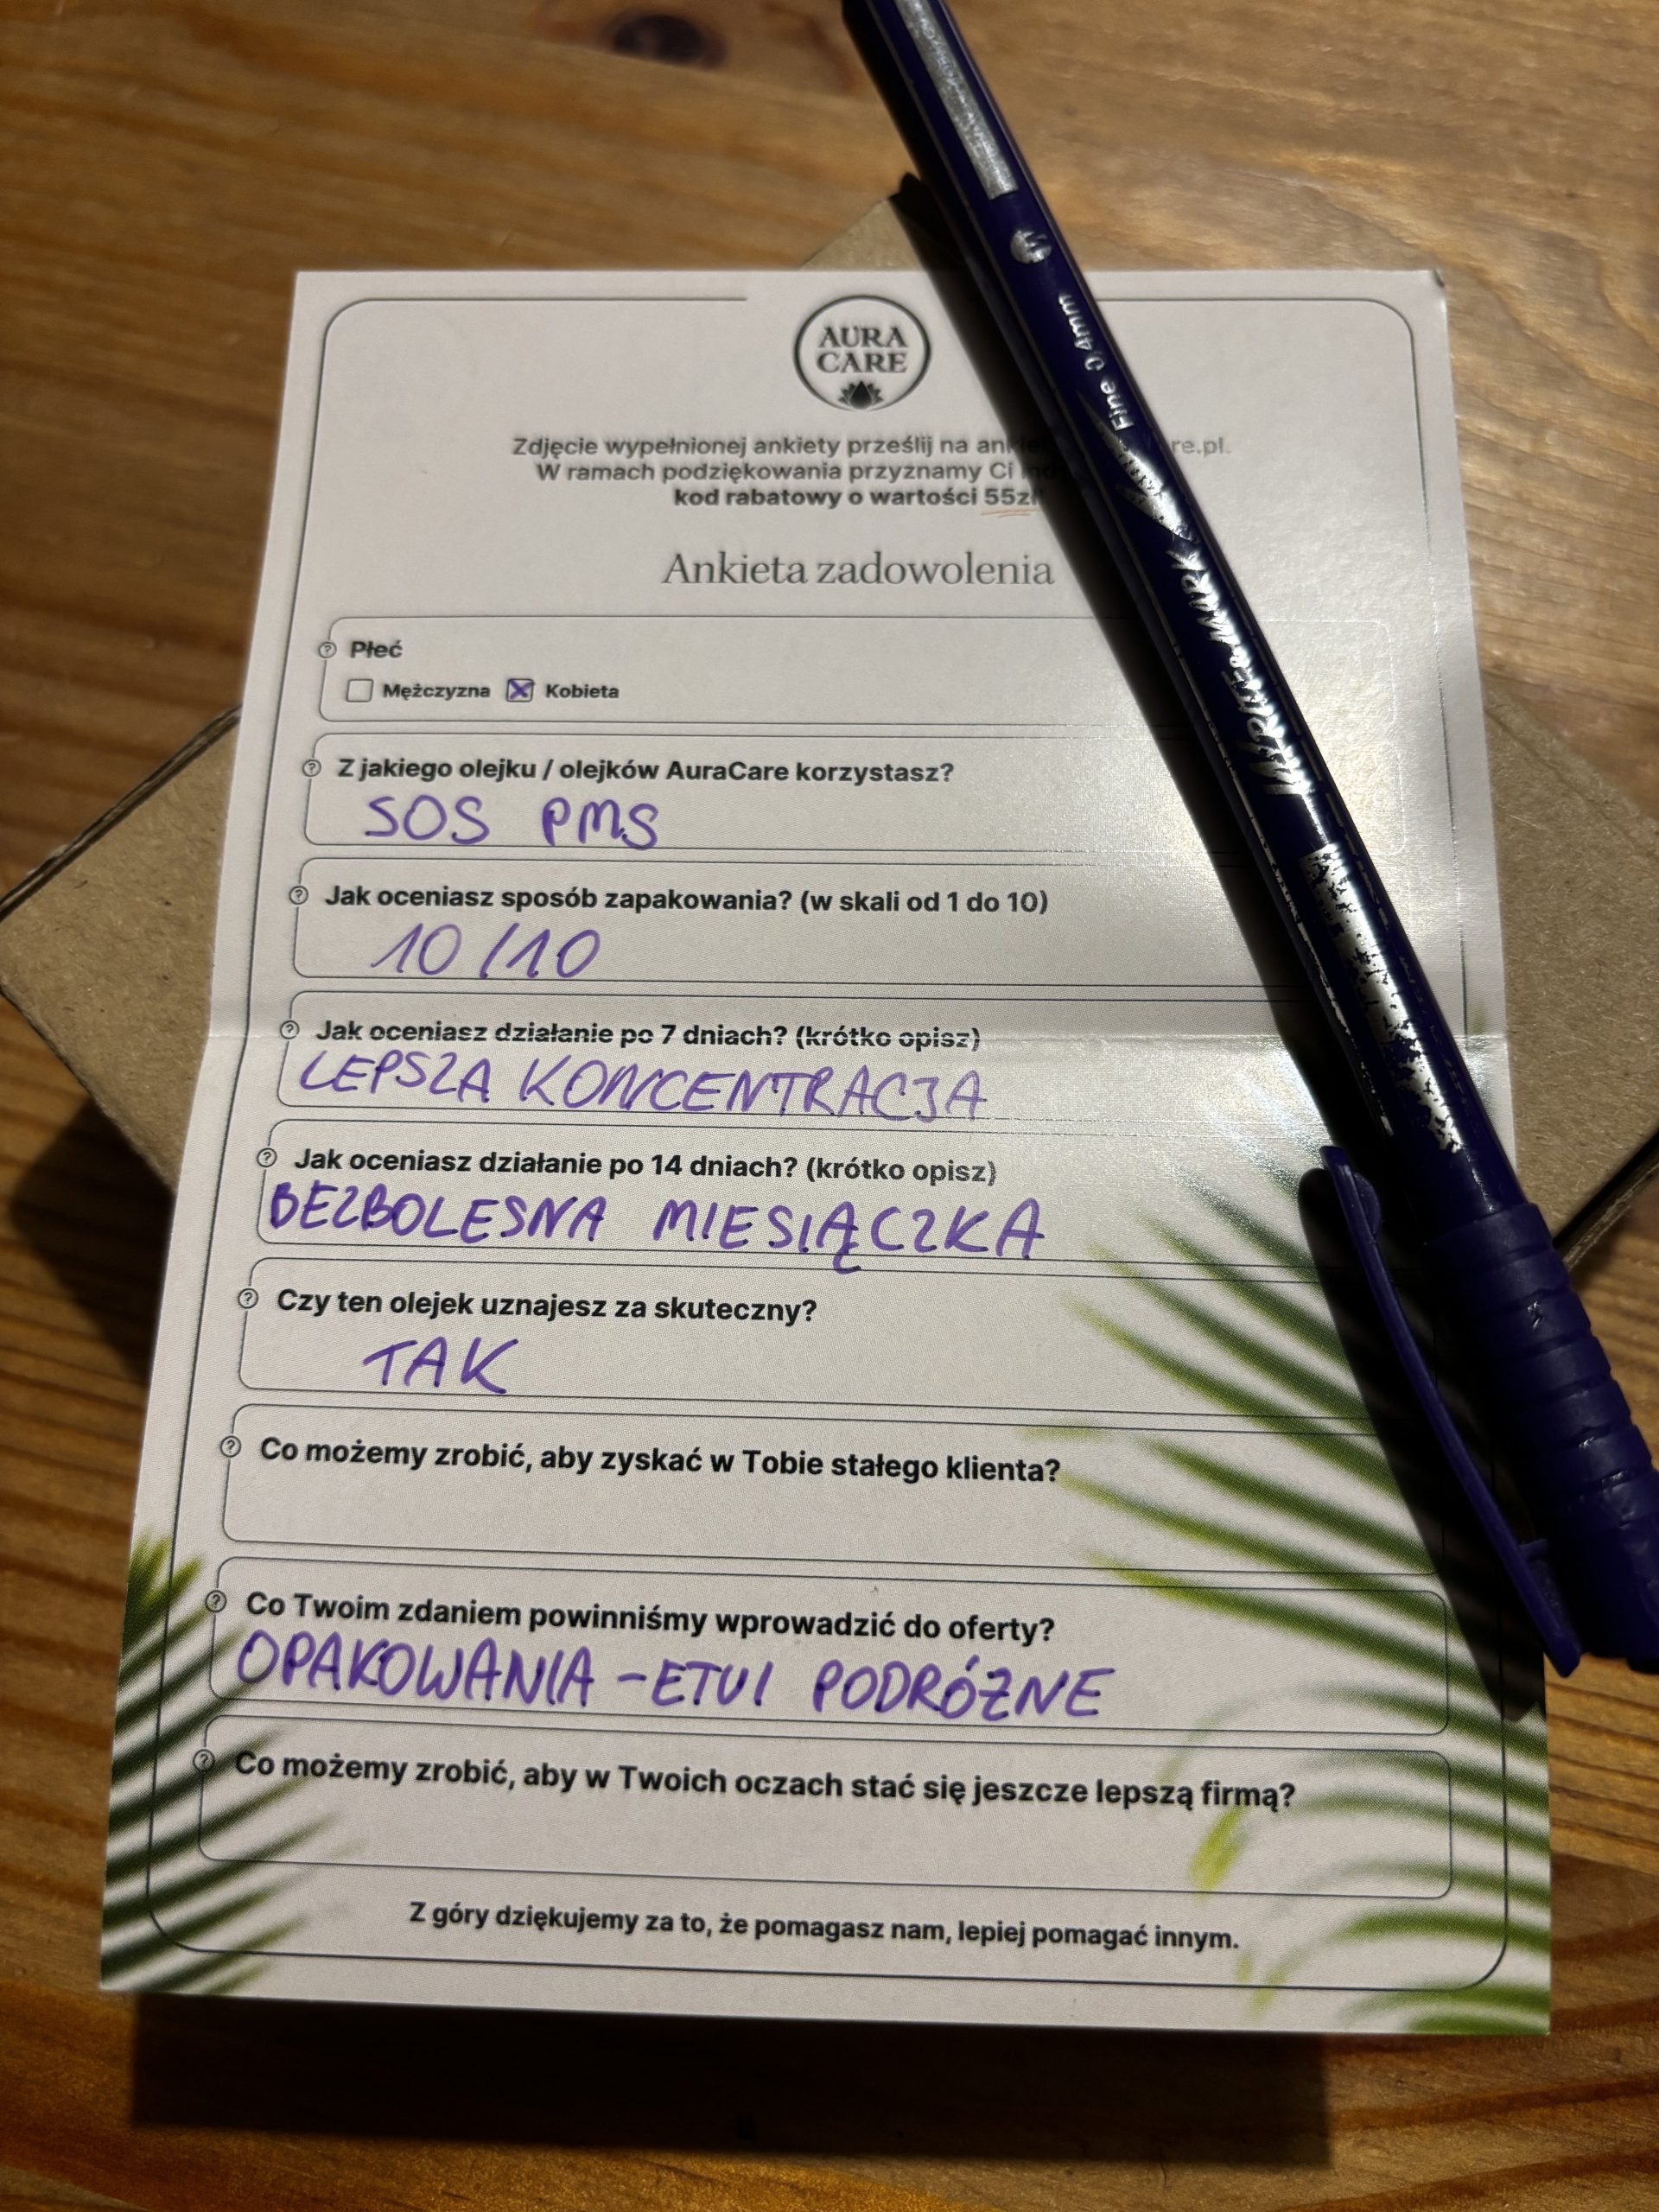 AURA
CARE
Zdjęcie wypełnionej ankiety prześlij na re.pl.
W ramach podziękowania przyznamy Ci
kod rabatowy o wartości 55zł
Ankieta zadowolenia
Płeć
Mężczyzna Kobieta
Z jakiego olejku / olejków AuraCare korzystasz?
SOS PMS
Jak oceniasz sposób zapakowania? (w skali od 1 do 10)
10/10
Jak oceniasz działanie po 7 dniach? (krótko opisz)
LEPSZA KONCENTRACJA
Jak oceniasz działanie po 14 dniach? (krótko opisz)
BEZBOLESNA MIESIĄCZKA
Czy ten olejek uznajesz za skuteczny?
TAK
Co możemy zrobić, aby zyskać w Tobie stałego klienta?
Co Twoim zdaniem powinniśmy wprowadzić do oferty?
OPAKOWANIA - ETUI PODRÓŻNE
Co możemy zrobić, aby w Twoich oczach stać się jeszcze lepszą firmą?
Z góry dziękujemy za to, że pomagasz nam, lepiej pomagać innym.
Fine 0,4mm